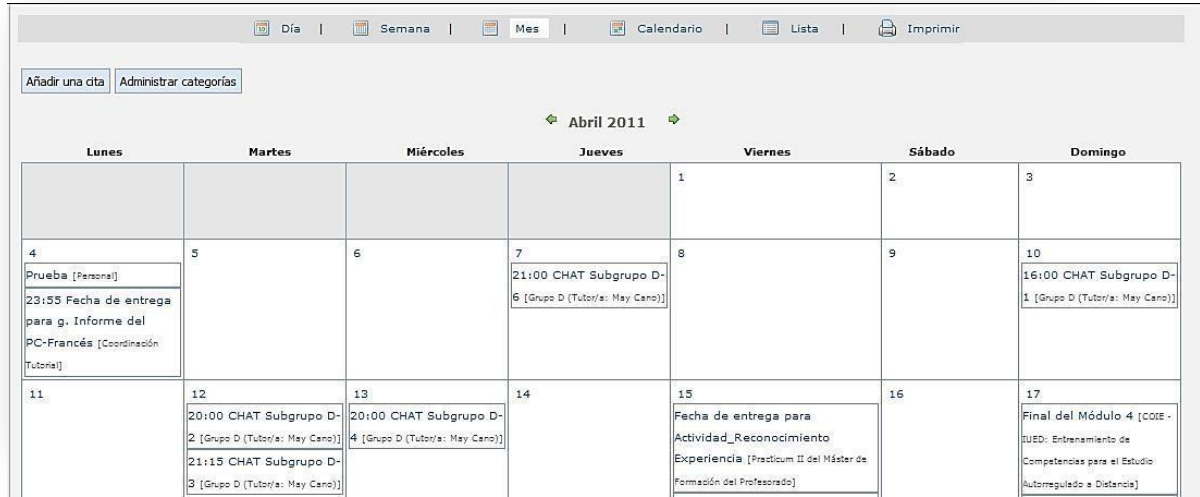 Día | Semana | Mes | Calendario | Lista | Imprimir
Añadir una cita Administrar categorías
Abril 2011
Lunes Martes Miércoles Jueves Viernes Sábado Domingo
1 2 3
4
Prueba [Personal]
23:55 Fecha de entrega
para g. Informe del
PC-Francés [Coordinación
Tutorial]
5
6
7
21:00 CHAT Subgrupo D-
6 [Grupo D (Tutor/a: May Cano)]
8
9
10
16:00 CHAT Subgrupo D-
1 [Grupo D (Tutor/a: May Cano)]
11
12
20:00 CHAT Subgrupo D-
2 [Grupo D (Tutor/a: May Cano)]
21:15 CHAT Subgrupo D-
3 [Grupo D (Tutor/a: May Cano)]
13
20:00 CHAT Subgrupo D-
4 [Grupo D (Tutor/a: May Cano)]
14
15
Fecha de entrega para
Actividad_Reconocimiento
Experiencia [Practicum II del Máster de
Formación del Profesorado]
16
17
Final del Módulo 4 [COIE -
IUED: Entrenamiento de
Competencias para el Estudio
Autorregulado a Distancia]